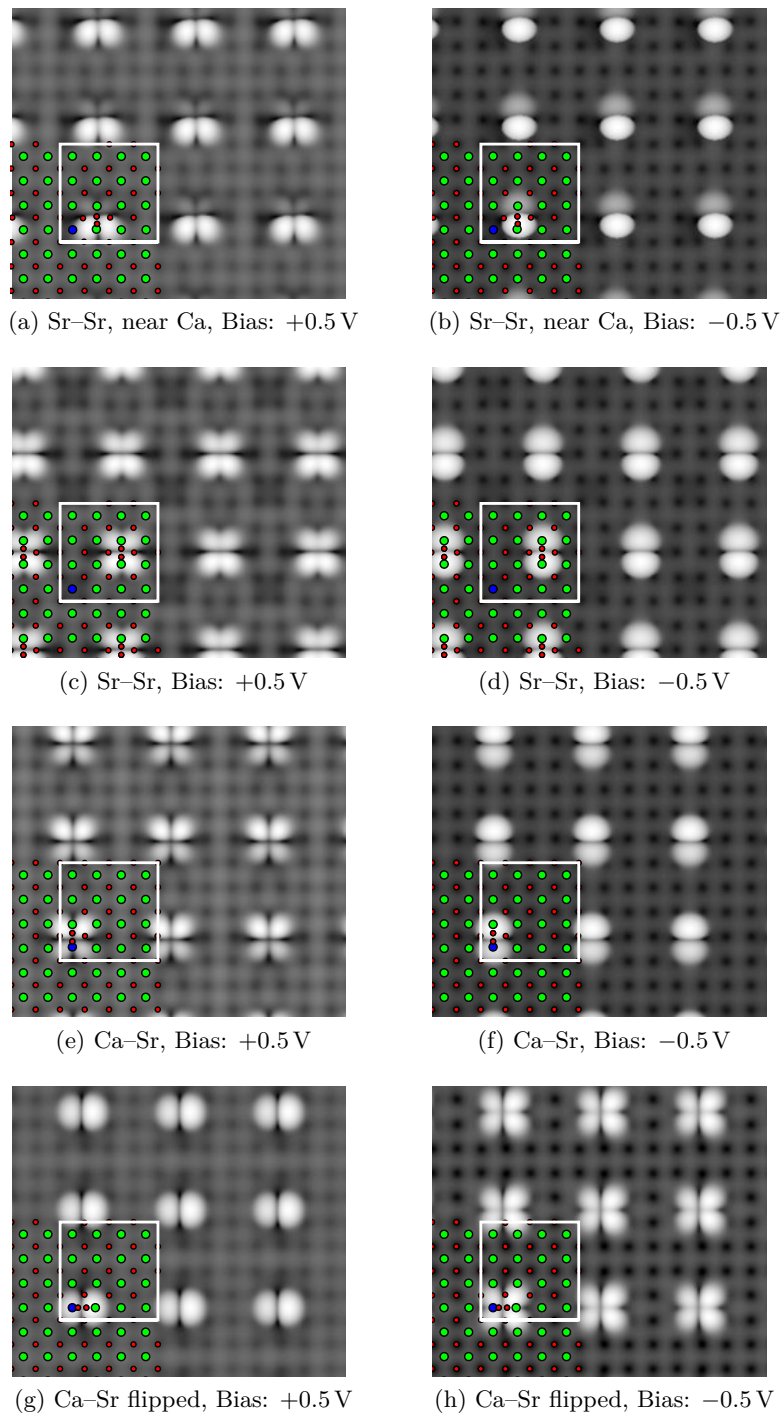 (a) Sr–Sr, near Ca, Bias: +0.5 V
(b) Sr–Sr, near Ca, Bias: −0.5 V
(c) Sr–Sr, Bias: +0.5 V
(d) Sr–Sr, Bias: −0.5 V
(e) Ca–Sr, Bias: +0.5 V
(f) Ca–Sr, Bias: −0.5 V
(g) Ca–Sr flipped, Bias: +0.5 V
(h) Ca–Sr flipped, Bias: −0.5 V